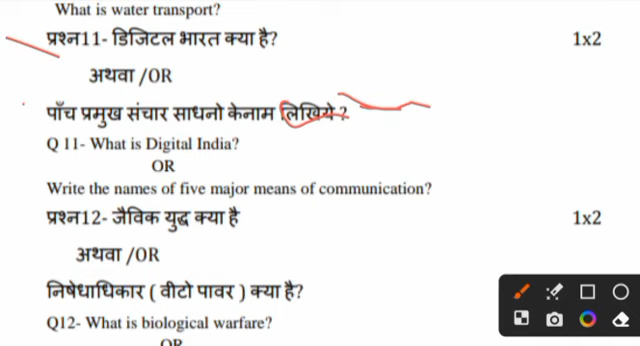 What is water transport?
प्रश्न11- डिजिटल भारत क्या है? 1x2
अथवा /OR
पाँच प्रमुख संचार साधनो केनाम लिखिये ?
Q 11- What is Digital India?
OR
Write the names of five major means of communication?
प्रश्न12- जैविक युद्ध क्या है 1x2
अथवा /OR
निषेधाधिकार ( वीटो पावर ) क्या है?
Q12- What is biological warfare?
OR